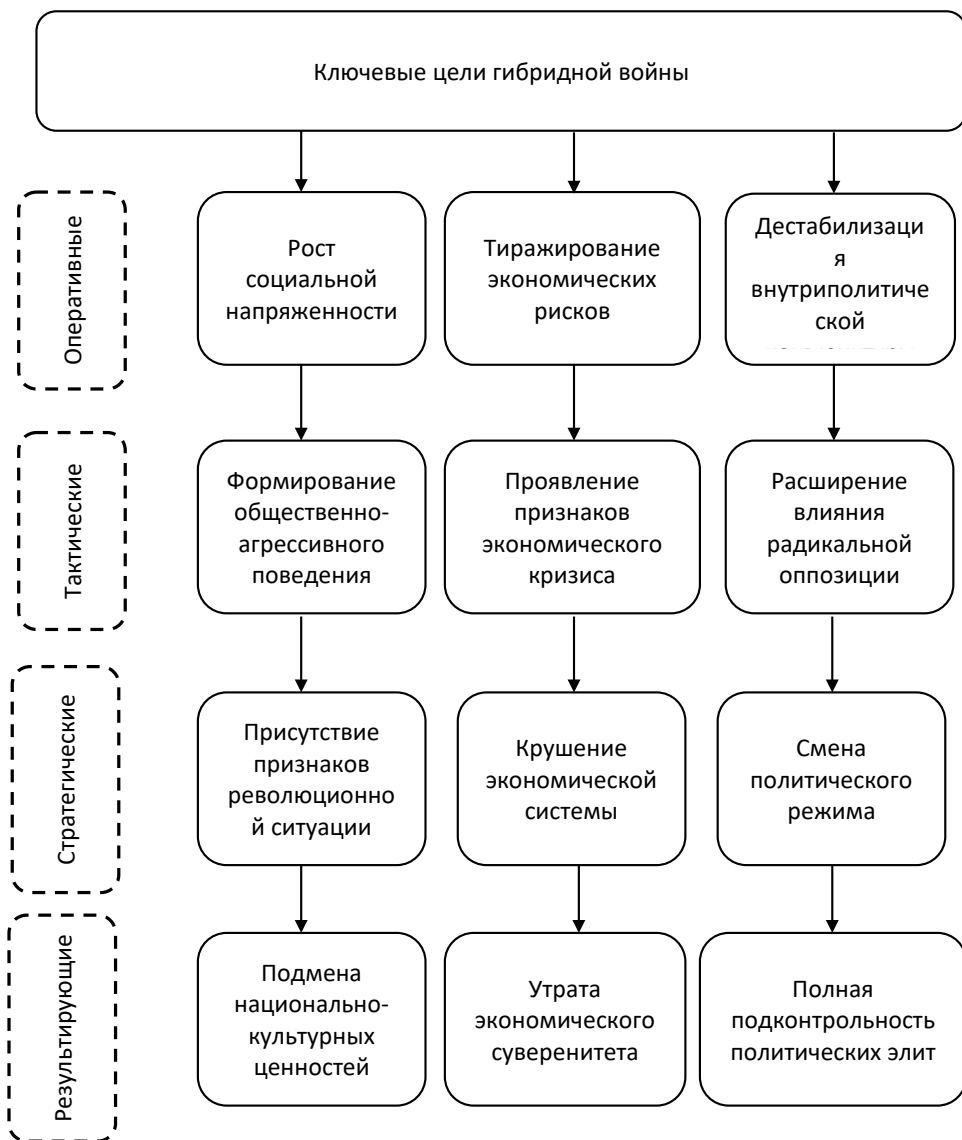 Ключевые цели гибридной войны
Оперативные
Рост
социальной
напряженности
Тиражирование
экономических
рисков
Дестабилизаци
я
внутриполитиче
ской
Тактические
Формирование
общественно-
агрессивного
поведения
Проявление
признаков
экономического
кризиса
Расширение
влияния
радикальной
оппозиции
Стратегические
Присутствие
признаков
революционно
й ситуации
Крушение
экономической
системы
Смена
политического
режима
Результирующие
Подмена
национально-
культурных
ценностей
Утрата
экономического
суверенитета
Полная
подконтрольность
политических элит